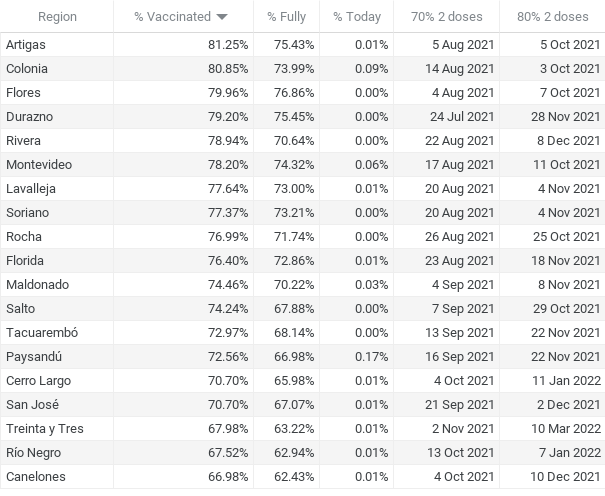 Region % Vaccinated % Fully % Today 70% 2 doses 80% 2 doses
Artigas 81.25% 75.43% 0.01% 5 Aug 2021 5 Oct 2021
Colonia 80.85% 73.99% 0.09% 14 Aug 2021 3 Oct 2021
Flores 79.96% 76.86% 0.00% 4 Aug 2021 7 Oct 2021
Durazno 79.20% 75.45% 0.00% 24 Jul 2021 28 Nov 2021
Rivera 78.94% 70.64% 0.00% 22 Aug 2021 8 Dec 2021
Montevideo 78.20% 74.32% 0.06% 17 Aug 2021 11 Oct 2021
Lavalleja 77.64% 73.00% 0.01% 20 Aug 2021 4 Nov 2021
Soriano 77.37% 73.21% 0.00% 20 Aug 2021 4 Nov 2021
Rocha 76.99% 71.74% 0.00% 26 Aug 2021 25 Oct 2021
Florida 76.40% 72.86% 0.01% 23 Aug 2021 18 Nov 2021
Maldonado 74.46% 70.22% 0.03% 4 Sep 2021 8 Nov 2021
Salto 74.24% 67.88% 0.00% 7 Sep 2021 29 Oct 2021
Tacuarembó 72.97% 68.14% 0.00% 13 Sep 2021 22 Nov 2021
Paysandú 72.56% 66.98% 0.17% 16 Sep 2021 22 Nov 2021
Cerro Largo 70.70% 65.98% 0.01% 4 Oct 2021 11 Jan 2022
San José 70.70% 67.07% 0.01% 21 Sep 2021 2 Dec 2021
Treinta y Tres 67.98% 63.22% 0.01% 2 Nov 2021 10 Mar 2022
Río Negro 67.52% 62.94% 0.01% 13 Oct 2021 7 Jan 2022
Canelones 66.98% 62.43% 0.01% 4 Oct 2021 10 Dec 2021